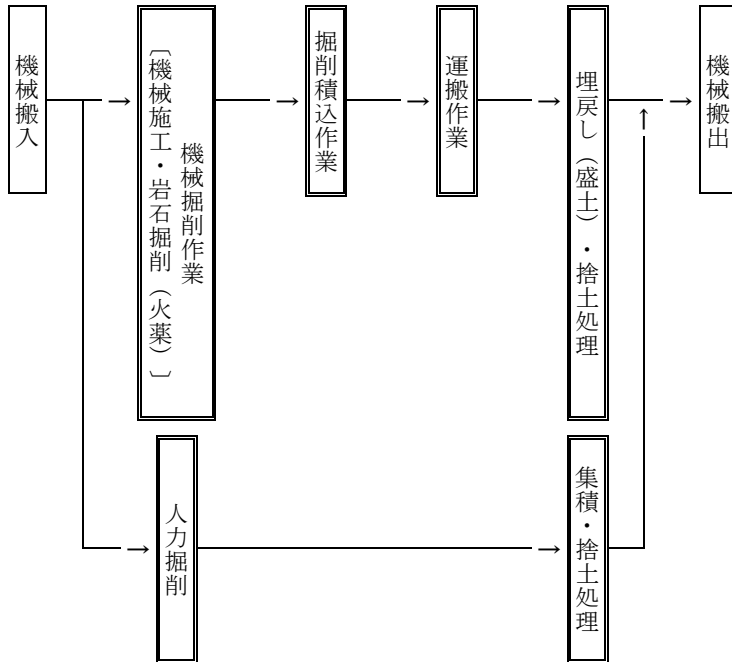 機械搬入
→
機械掘削作業
〔機械施工・岩石掘削（火薬）〕
→
掘削積込作業
→
運搬作業
→
埋戻し（盛土）・捨土処理
→
機械搬出
↑
→
人力掘削
→
集積・捨土処理